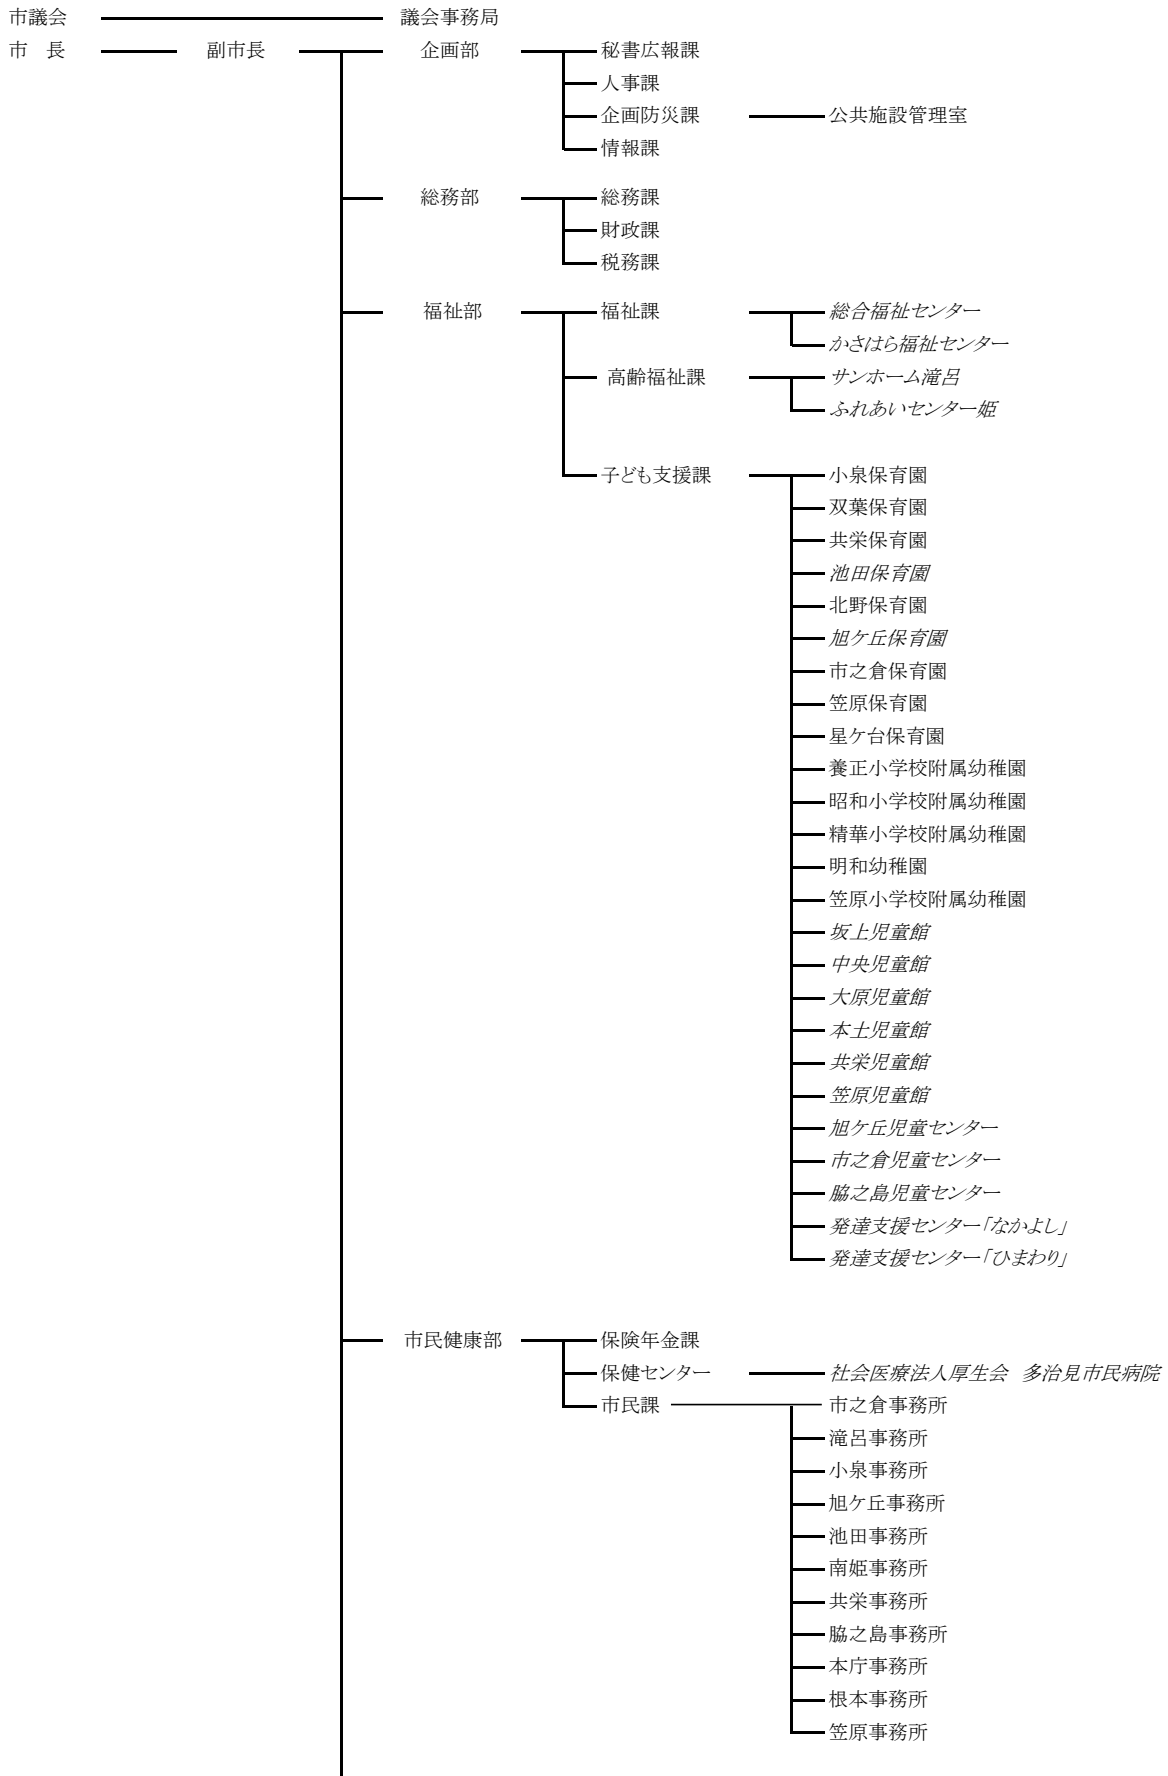 市議会 議会事務局
市　長 副市長 企画部 秘書広報課
人事課
企画防災課 公共施設管理室
情報課
総務部 総務課
財政課
税務課
福祉部 福祉課 総合福祉センター
かさはら福祉センター
高齢福祉課 サンホーム滝呂
ふれあいセンター姫
子ども支援課 小泉保育園
双葉保育園
共栄保育園
池田保育園
北野保育園
旭ケ丘保育園
市之倉保育園
笠原保育園
星ケ台保育園
養正小学校附属幼稚園
昭和小学校附属幼稚園
精華小学校附属幼稚園
明和幼稚園
笠原小学校附属幼稚園
坂上児童館
中央児童館
大原児童館
本土児童館
共栄児童館
笠原児童館
旭ケ丘児童センター
市之倉児童センター
脇之島児童センター
発達支援センター「なかよし」
発達支援センター「ひまわり」
市民健康部 保険年金課
保健センター 社会医療法人厚生会　多治見市民病院
市民課 市之倉事務所
滝呂事務所
小泉事務所
旭ケ丘事務所
池田事務所
南姫事務所
共栄事務所
脇之島事務所
本庁事務所
根本事務所
笠原事務所